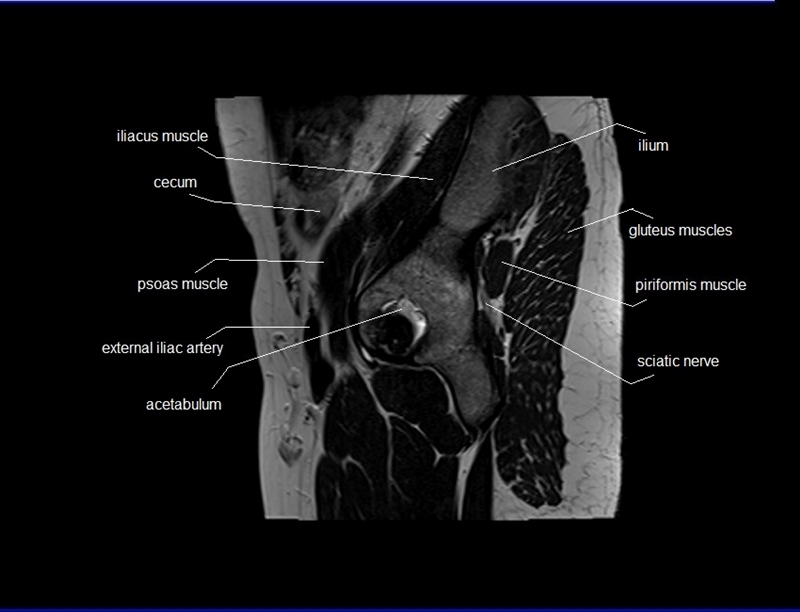 iliacus muscle
cecum
psoas muscle
external iliac artery
acetabulum
ilium
gluteus muscles
piriformis muscle
sciatic nerve